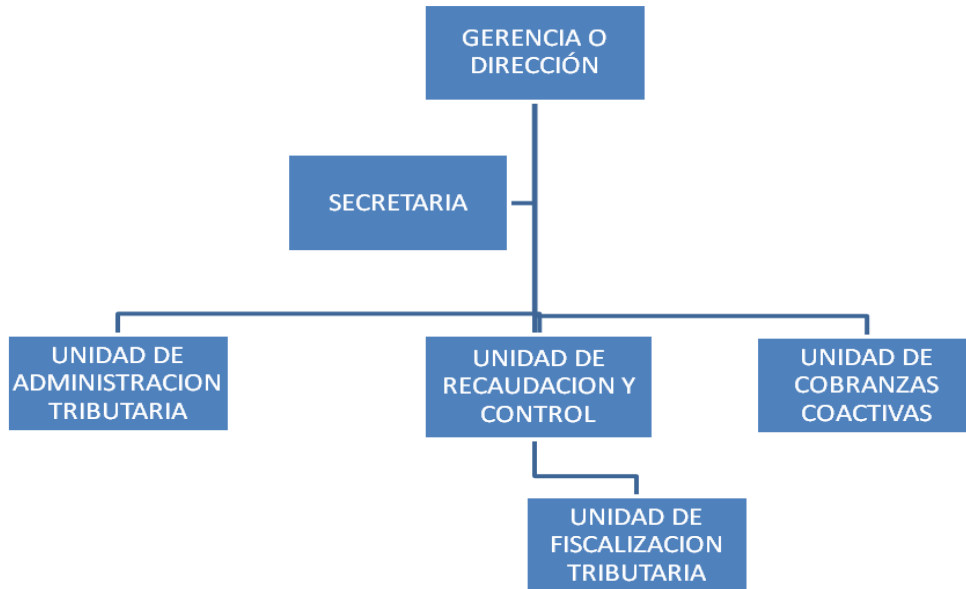 GERENCIA O
DIRECCIÓN
SECRETARIA
UNIDAD DE
ADMINISTRACION
TRIBUTARIA
UNIDAD DE
RECAUDACION Y
CONTROL
UNIDAD DE
COBRANZAS
COACTIVAS
UNIDAD DE
FISCALIZACION
TRIBUTARIA